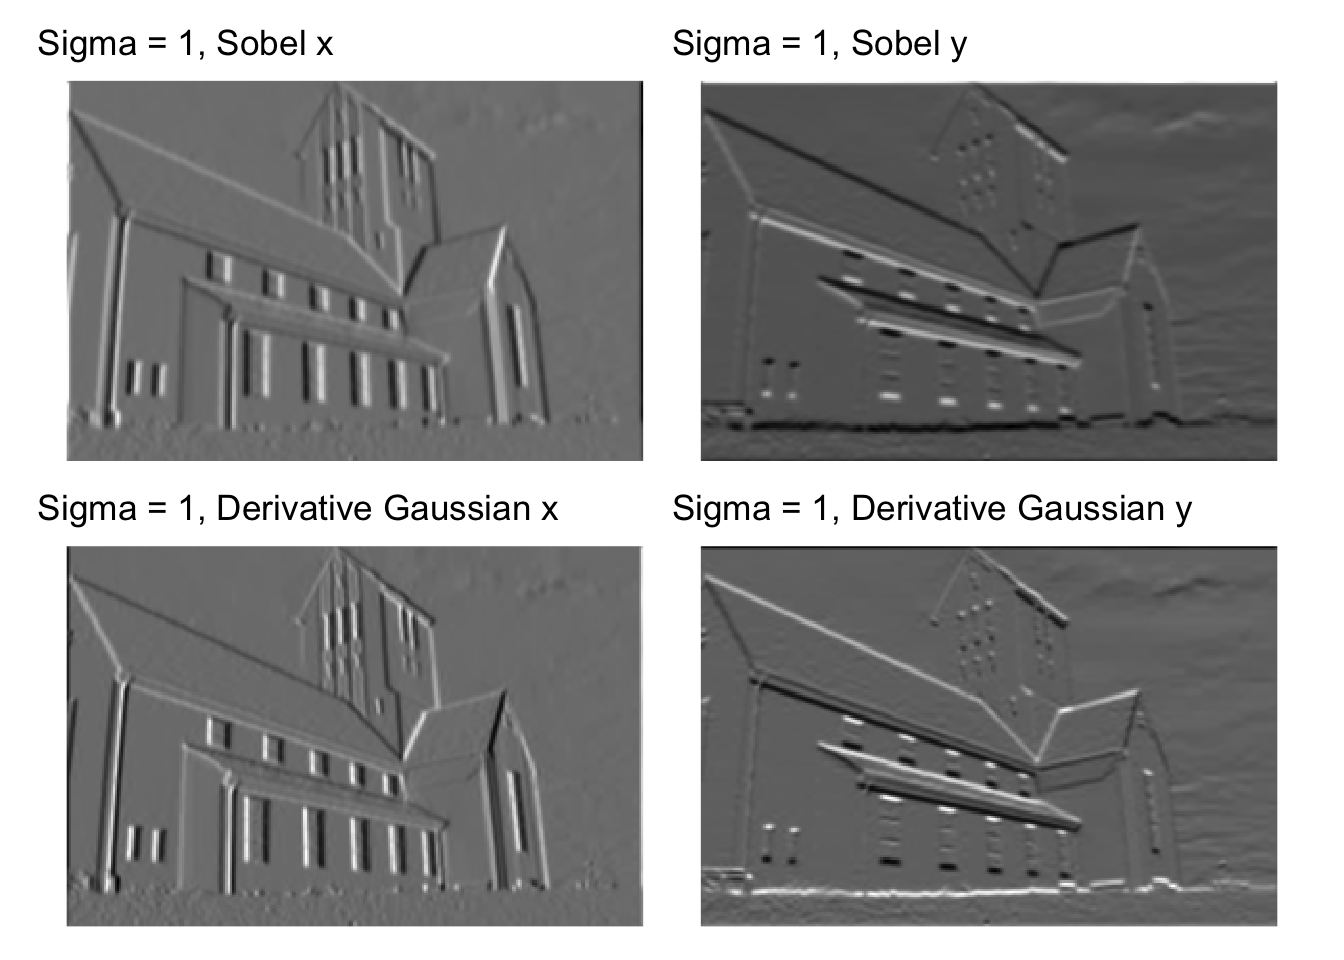 Sigma = 1, Sobel x
Sigma = 1, Sobel y
Sigma = 1, Derivative Gaussian x
Sigma = 1, Derivative Gaussian y